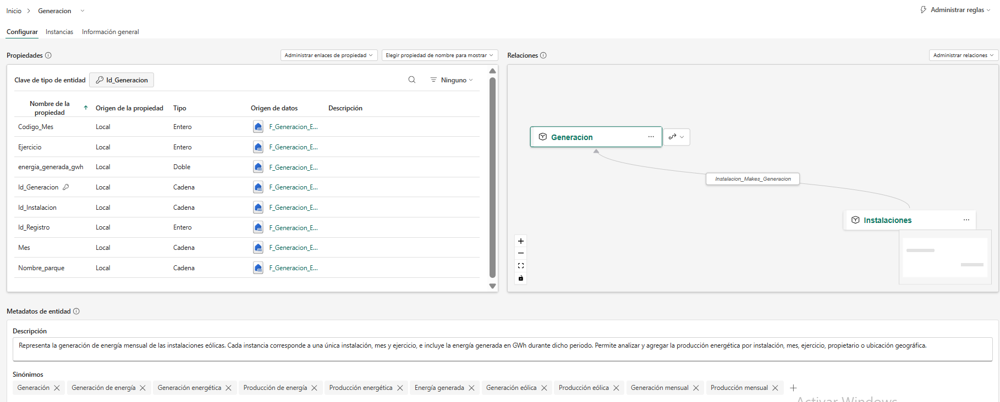 Inicio > Generacion
Administrar reglas
Configurar Instancias Información general
Propiedades
Administrar enlaces de propiedad
Elegir propiedad de nombre para mostrar
Relaciones
Administrar relaciones
Clave de tipo de entidad Id_Generacion
Ninguno
Nombre de la propiedad Origen de la propiedad Tipo Origen de datos Descripción
Codigo_Mes Local Entero F_Generacion_E...
Ejercicio Local Entero F_Generacion_E...
energia_generada_gwh Local Doble F_Generacion_E...
Id_Generacion Local Cadena F_Generacion_E...
Id_Instalacion Local Cadena F_Generacion_E...
Id_Registro Local Entero F_Generacion_E...
Mes Local Cadena F_Generacion_E...
Nombre_parque Local Cadena F_Generacion_E...
Generacion
Instalacion_Makes_Generacion
Instalaciones
Metadatos de entidad
Descripción
Representa la generación de energía mensual de las instalaciones eólicas. Cada instancia corresponde a una única instalación, mes y ejercicio, e incluye la energía generada en GWh durante dicho periodo. Permite analizar y agregar la producción energética por instalación, mes, ejercicio, propietario o ubicación geográfica.
Sinónimos
Generación Generación de energía Generación energética Producción de energía Producción energética Energía generada Generación eólica Producción eólica Generación mensual Producción mensual
Activar Windows